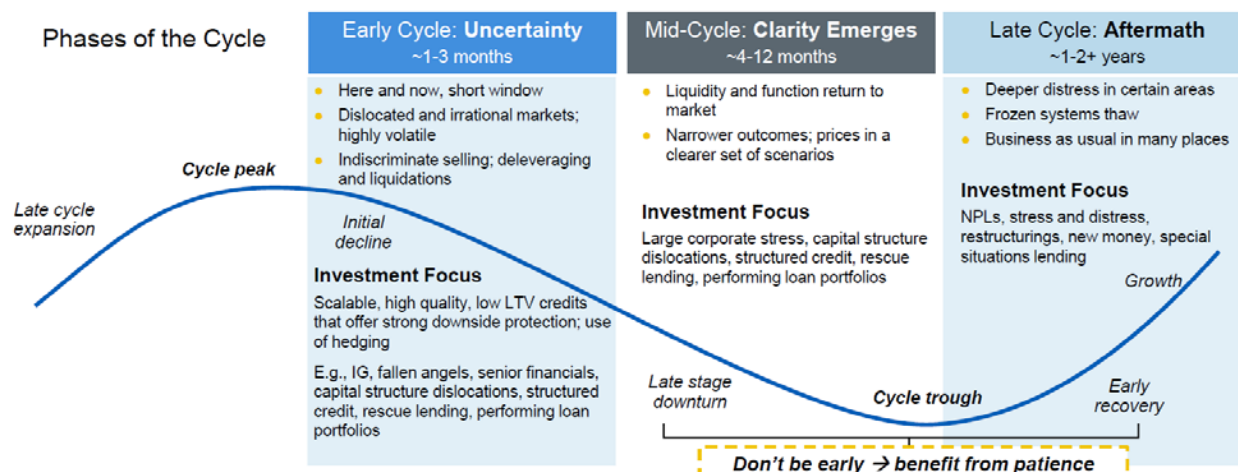 Phases of the Cycle
Early Cycle: Uncertainty
~1-3 months
Mid-Cycle: Clarity Emerges
~4-12 months
Late Cycle: Aftermath
~1-2+ years
Late cycle
expansion
Cycle peak
Here and now, short window
Dislocated and irrational markets;
highly volatile
Indiscriminate selling; deleveraging
and liquidations
Initial
decline
Investment Focus
Scalable, high quality, low LTV credits
that offer strong downside protection; use
of hedging
E.g., IG, fallen angels, senior financials,
capital structure dislocations, structured
credit, rescue lending, performing loan
portfolios
Liquidity and function return to
market
Narrower outcomes; prices in a
clearer set of scenarios
Investment Focus
Large corporate stress, capital structure
dislocations, structured credit, rescue
lending, performing loan portfolios
Late stage
downturn
Cycle trough
Deeper distress in certain areas
Frozen systems thaw
Business as usual in many places
Investment Focus
NPLs, stress and distress,
restructurings, new money, special
situations lending
Growth
Early
recovery
Don't be early → benefit from patience